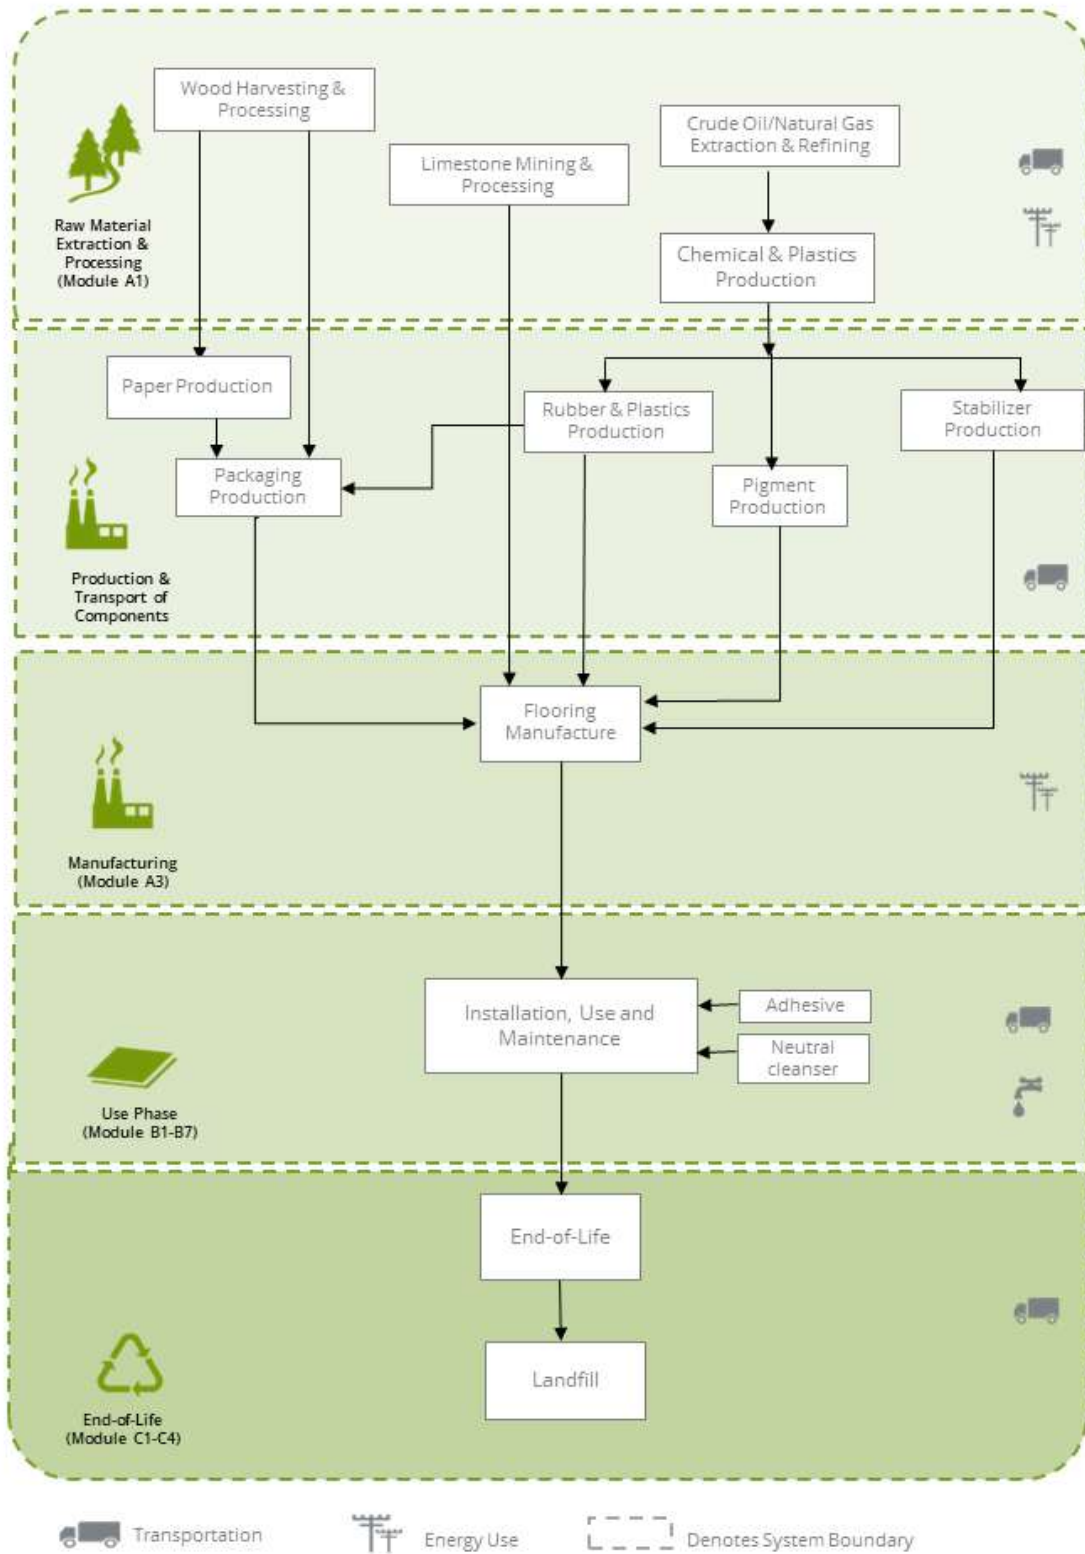 Wood Harvesting &
Processing
Crude Oil/Natural Gas
Extraction & Refining
Limestone Mining &
Processing
Raw Material
Extraction &
Processing
(Module A1)
Chemical & Plastics
Production
Paper Production
Rubber & Plastics
Production
Stabilizer
Production
Packaging
Production
Pigment
Production
Production &
Transport of
Components
Flooring
Manufacture
Manufacturing
(Module A3)
Installation, Use and
Maintenance
Adhesive
Neutral
cleanser
Use Phase
(Module B1-B7)
End-of-Life
Landfill
End-of-Life
(Module C1-C4)
Transportation
Energy Use
Denotes System Boundary